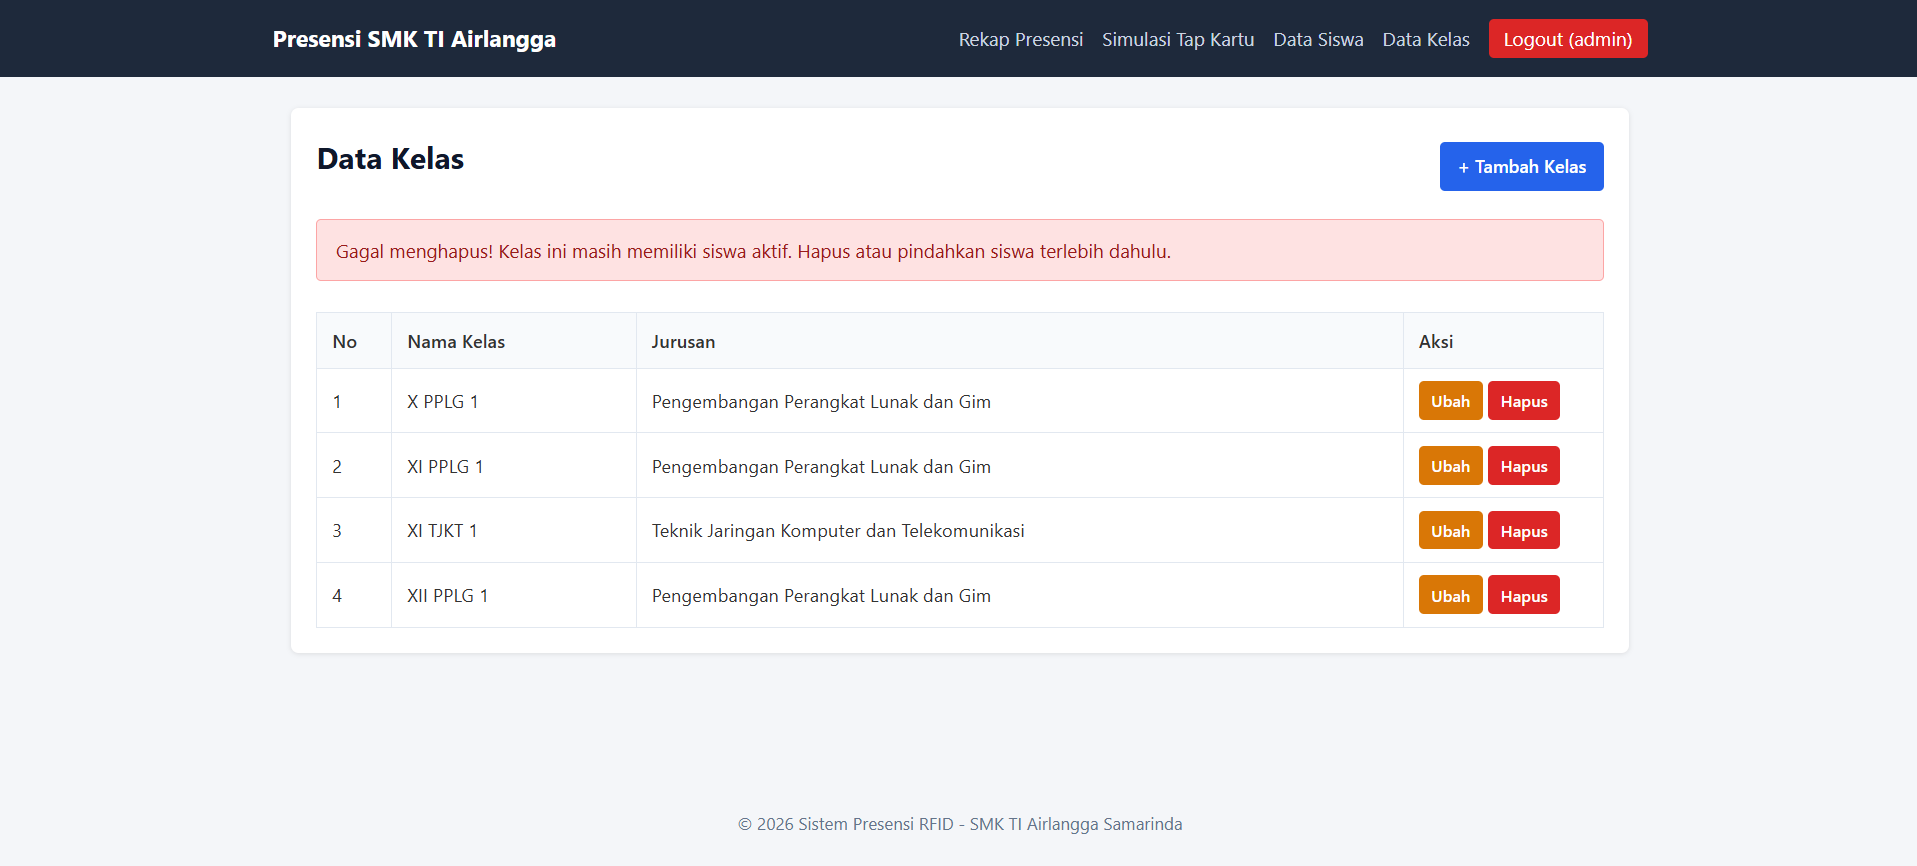 Presensi SMK TI Airlangga
Rekap Presensi Simulasi Tap Kartu Data Siswa Data Kelas Logout (admin)
Data Kelas
+ Tambah Kelas
Gagal menghapus! Kelas ini masih memiliki siswa aktif. Hapus atau pindahkan siswa terlebih dahulu.
No Nama Kelas Jurusan Aksi
1 X PPLG 1 Pengembangan Perangkat Lunak dan Gim Ubah Hapus
2 XI PPLG 1 Pengembangan Perangkat Lunak dan Gim Ubah Hapus
3 XI TJKT 1 Teknik Jaringan Komputer dan Telekomunikasi Ubah Hapus
4 XII PPLG 1 Pengembangan Perangkat Lunak dan Gim Ubah Hapus
© 2026 Sistem Presensi RFID - SMK TI Airlangga Samarinda